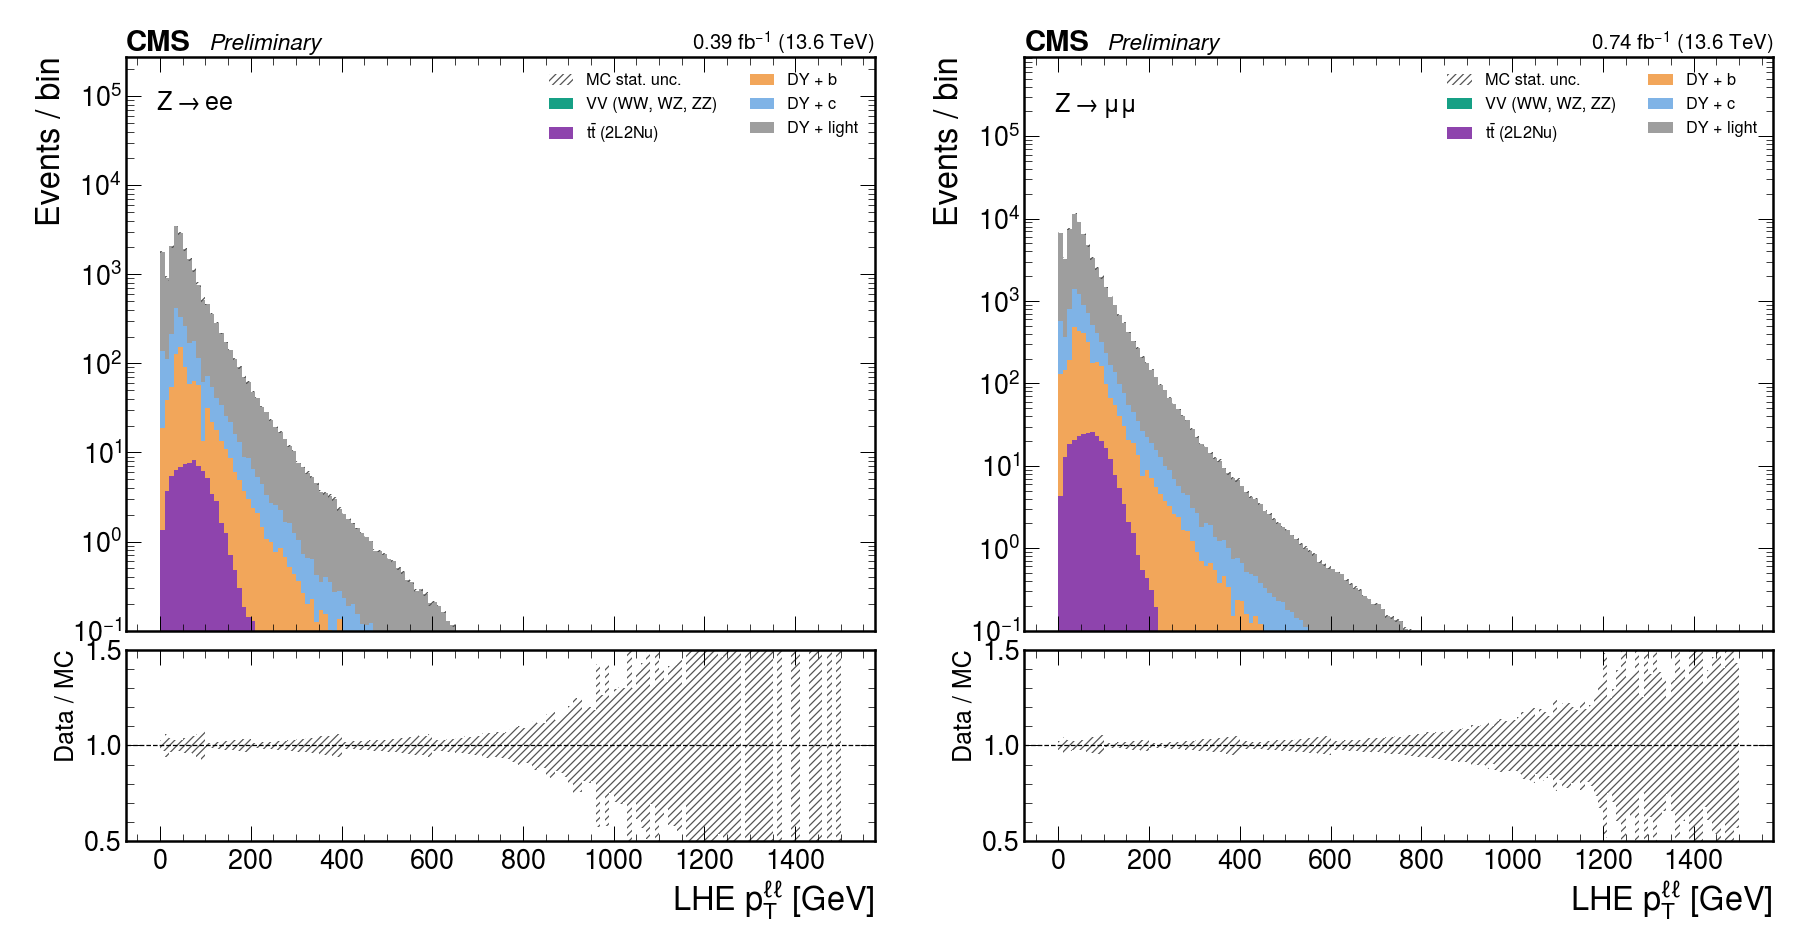 CMS Preliminary 0.39 fb⁻¹ (13.6 TeV)
Events / bin
Z → ee
MC stat. unc.
VV (WW, WZ, ZZ)
tt̄ (2L2Nu)
DY + b
DY + c
DY + light
10⁵
10⁴
10³
10²
10¹
10⁰
10⁻¹
Data / MC
1.5
1.0
0.5
0 200 400 600 800 1000 1200 1400
LHE p_T^ℓℓ [GeV]
CMS Preliminary 0.74 fb⁻¹ (13.6 TeV)
Events / bin
Z → μμ
MC stat. unc.
VV (WW, WZ, ZZ)
tt̄ (2L2Nu)
DY + b
DY + c
DY + light
10⁵
10⁴
10³
10²
10¹
10⁰
10⁻¹
Data / MC
1.5
1.0
0.5
0 200 400 600 800 1000 1200 1400
LHE p_T^ℓℓ [GeV]